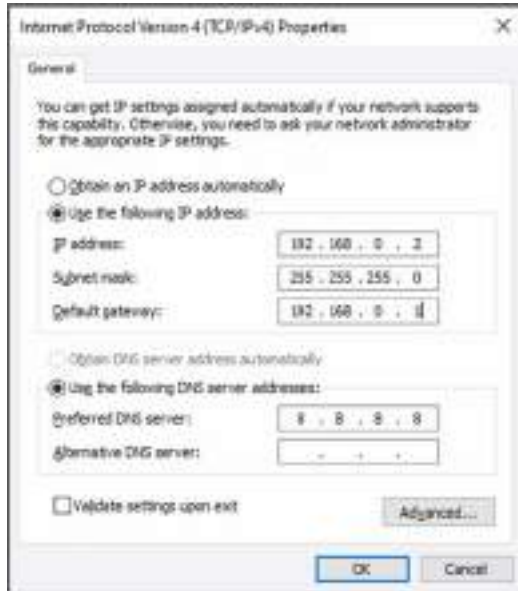 Internet Protocol Version 4 (TCP/IPv4) Properties
General
You can get IP settings assigned automatically if your network supports
this capability. Otherwise, you need to ask your network administrator
for the appropriate IP settings.
Obtain an IP address automatically
Use the following IP address:
IP address: 192 . 168 . 0 . 2
Subnet mask: 255 . 255 . 255 . 0
Default gateway: 192 . 168 . 0 . 1
Obtain DNS server address automatically
Use the following DNS server addresses:
Preferred DNS server: 8 . 8 . 8 . 8
Alternative DNS server: . . .
Validate settings upon exit
Advanced...
OK Cancel